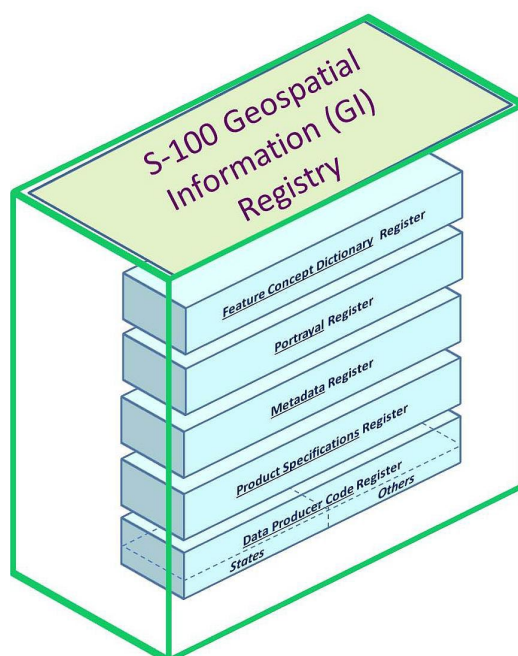 S-100 Geospatial
Information (GI)
Registry
Feature Concept Dictionary Register
Portrayal Register
Metadata Register
Product Specifications Register
Data Producer Code Register
States
Others